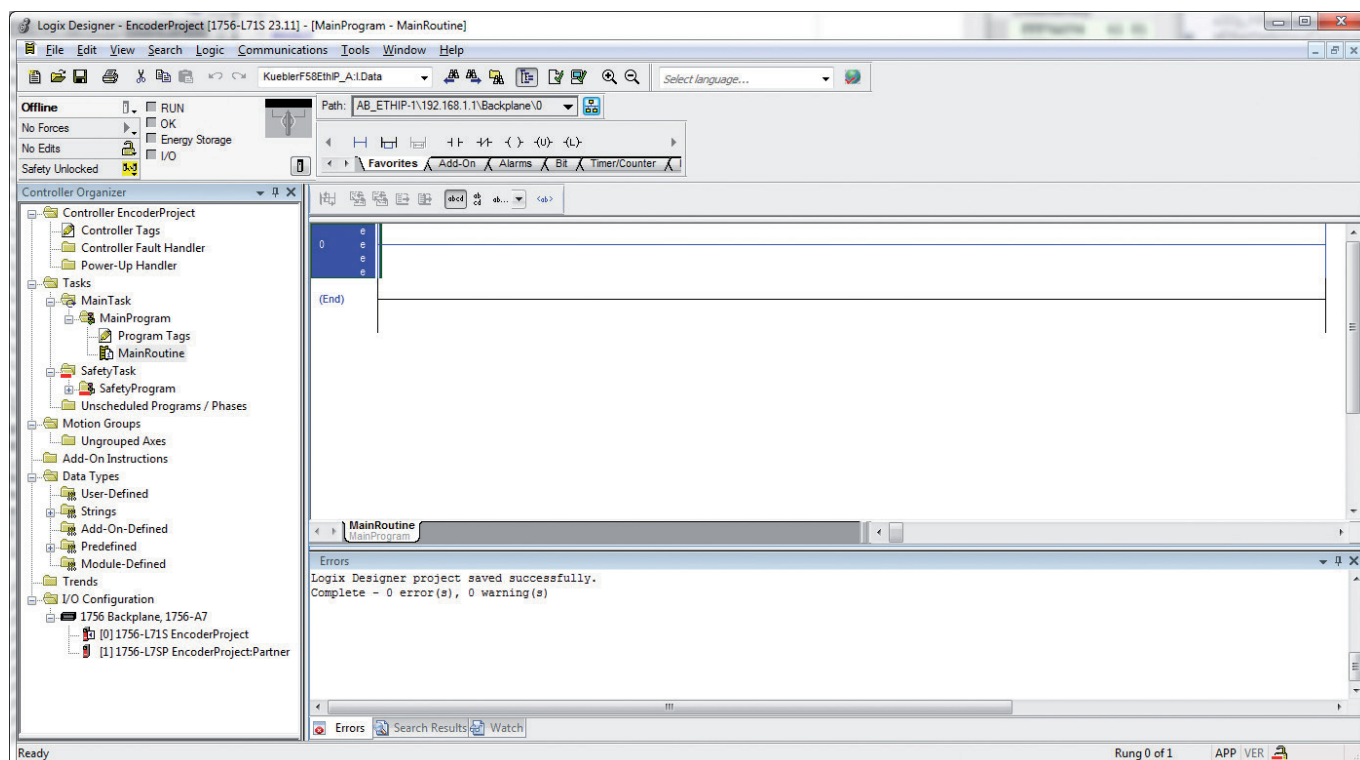 Logix Designer - EncoderProject [1756-L71S 23.11] - [MainProgram - MainRoutine]
File Edit View Search Logic Communications Tools Window Help
KueblerF58EthIP_A:I.Data
Select language...
Offline
RUN
No Forces
OK
No Edits
Energy Storage
Safety Unlocked
I/O
Path: AB_ETHIP-1\192.168.1.1\Backplane\0
(U) (L)
Favorites Add-On Alarms Bit Timer/Counter
Controller Organizer
abcd ab cd ab... <ab>
Controller EncoderProject
Controller Tags
Controller Fault Handler
Power-Up Handler
Tasks
MainTask
MainProgram
Program Tags
MainRoutine
SafetyTask
SafetyProgram
Unscheduled Programs / Phases
Motion Groups
Ungrouped Axes
Add-On Instructions
Data Types
User-Defined
Strings
Add-On-Defined
Predefined
Module-Defined
Trends
I/O Configuration
1756 Backplane, 1756-A7
[0] 1756-L71S EncoderProject
[1] 1756-L7SP EncoderProject:Partner
e
0 e
e
e
(End)
MainRoutine
MainProgram
Errors
Logix Designer project saved successfully.
Complete - 0 error(s), 0 warning(s)
Errors Search Results Watch
Ready
Rung 0 of 1 APP VER